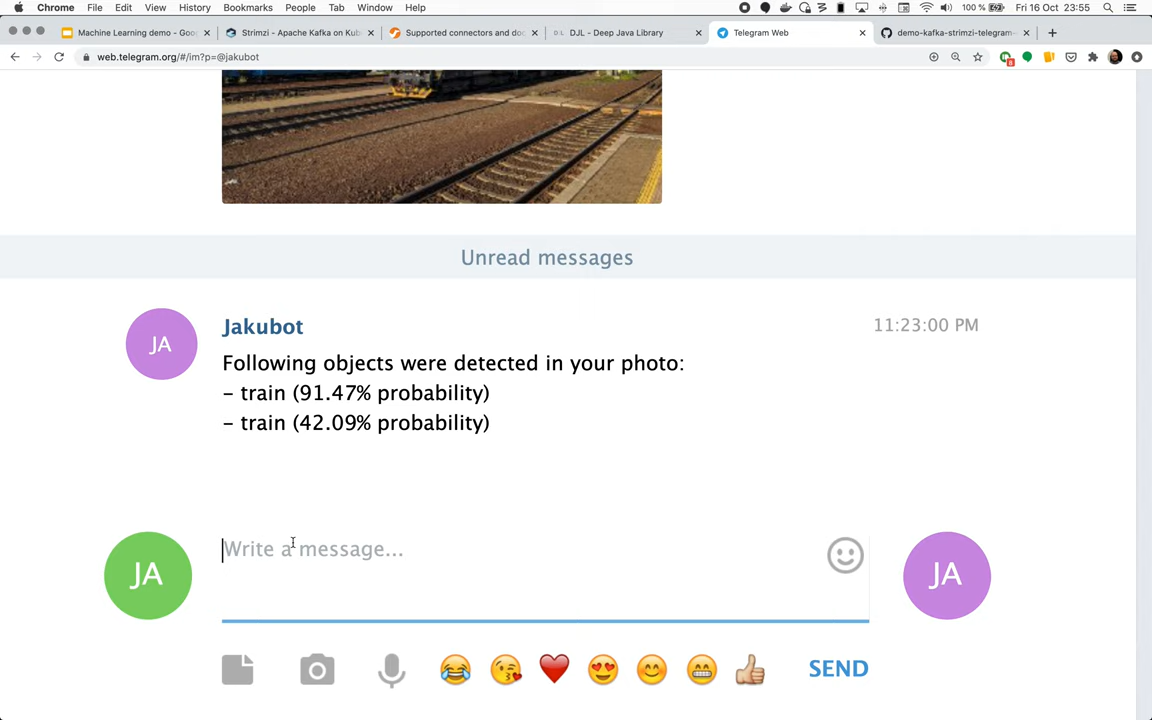 Chrome File Edit View History Bookmarks People Tab Window Help 100 % Fri 16 Oct 23:55
Machine Learning demo - Goo Strimzi - Apache Kafka on Kub Supported connectors and doc DJL - Deep Java Library Telegram Web demo-kafka-strimzi-telegram-
web.telegram.org/#/im?p=@jakubot
Unread messages
JA
Jakubot 11:23:00 PM
Following objects were detected in your photo:
- train (91.47% probability)
- train (42.09% probability)
JA
Write a message...
JA
SEND